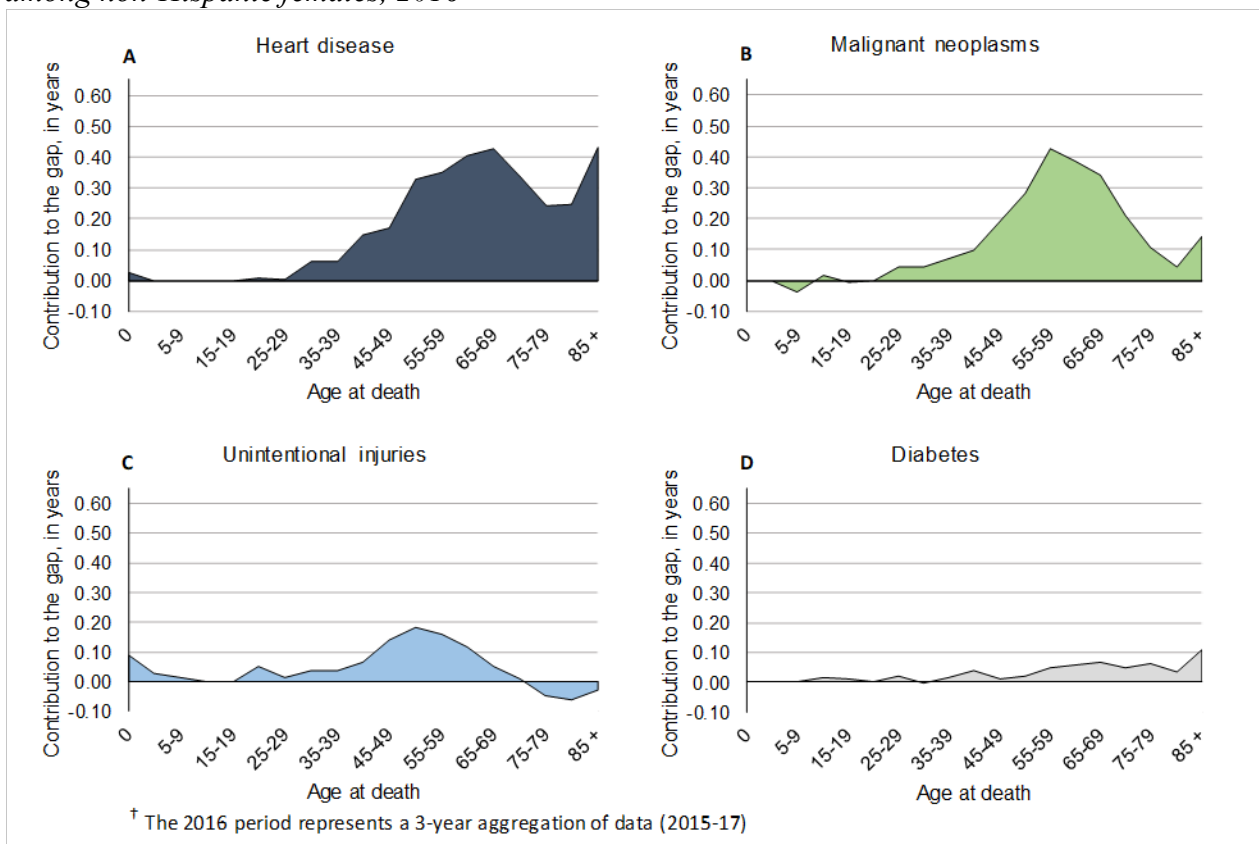 among non-Hispanic females, 2016
A Heart disease
Contribution to the gap, in years
0.60
0.50
0.40
0.30
0.20
0.10
0.00
-0.10
0 5-9 15-19 25-29 35-39 45-49 55-59 65-69 75-79 85 +
Age at death
B Malignant neoplasms
Contribution to the gap, in years
0.60
0.50
0.40
0.30
0.20
0.10
0.00
-0.10
0 5-9 15-19 25-29 35-39 45-49 55-59 65-69 75-79 85 +
Age at death
C Unintentional injuries
Contribution to the gap, in years
0.60
0.50
0.40
0.30
0.20
0.10
0.00
-0.10
0 5-9 15-19 25-29 35-39 45-49 55-59 65-69 75-79 85 +
Age at death
D Diabetes
Contribution to the gap, in years
0.60
0.50
0.40
0.30
0.20
0.10
0.00
-0.10
0 5-9 15-19 25-29 35-39 45-49 55-59 65-69 75-79 85 +
Age at death
† The 2016 period represents a 3-year aggregation of data (2015-17)